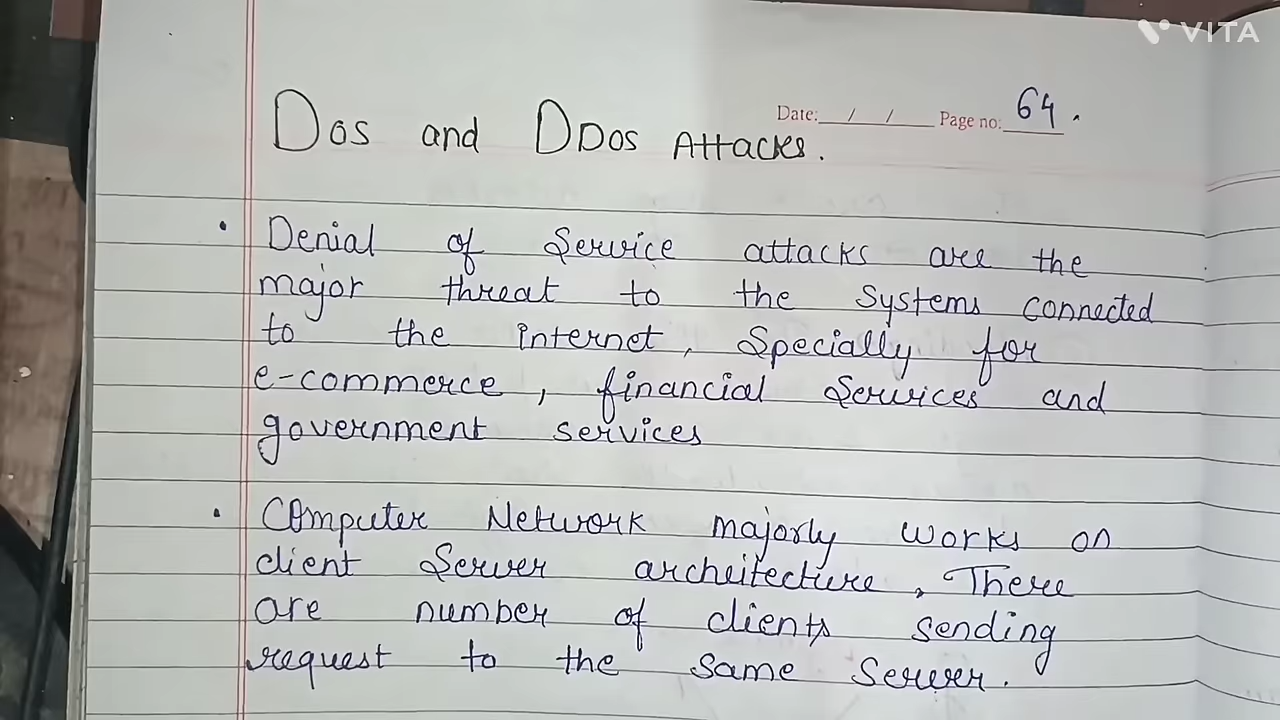 VITA
Date: / / Page no: 64.
Dos and DDos Attacks.
• Denial of Service attacks are the
major threat to the systems connected
to the internet, Specially for
e-commerce, financial Services and
government services
• Computer Network majorly works on
client Server archeitecture, There
are number of clients sending
request to the same Server.